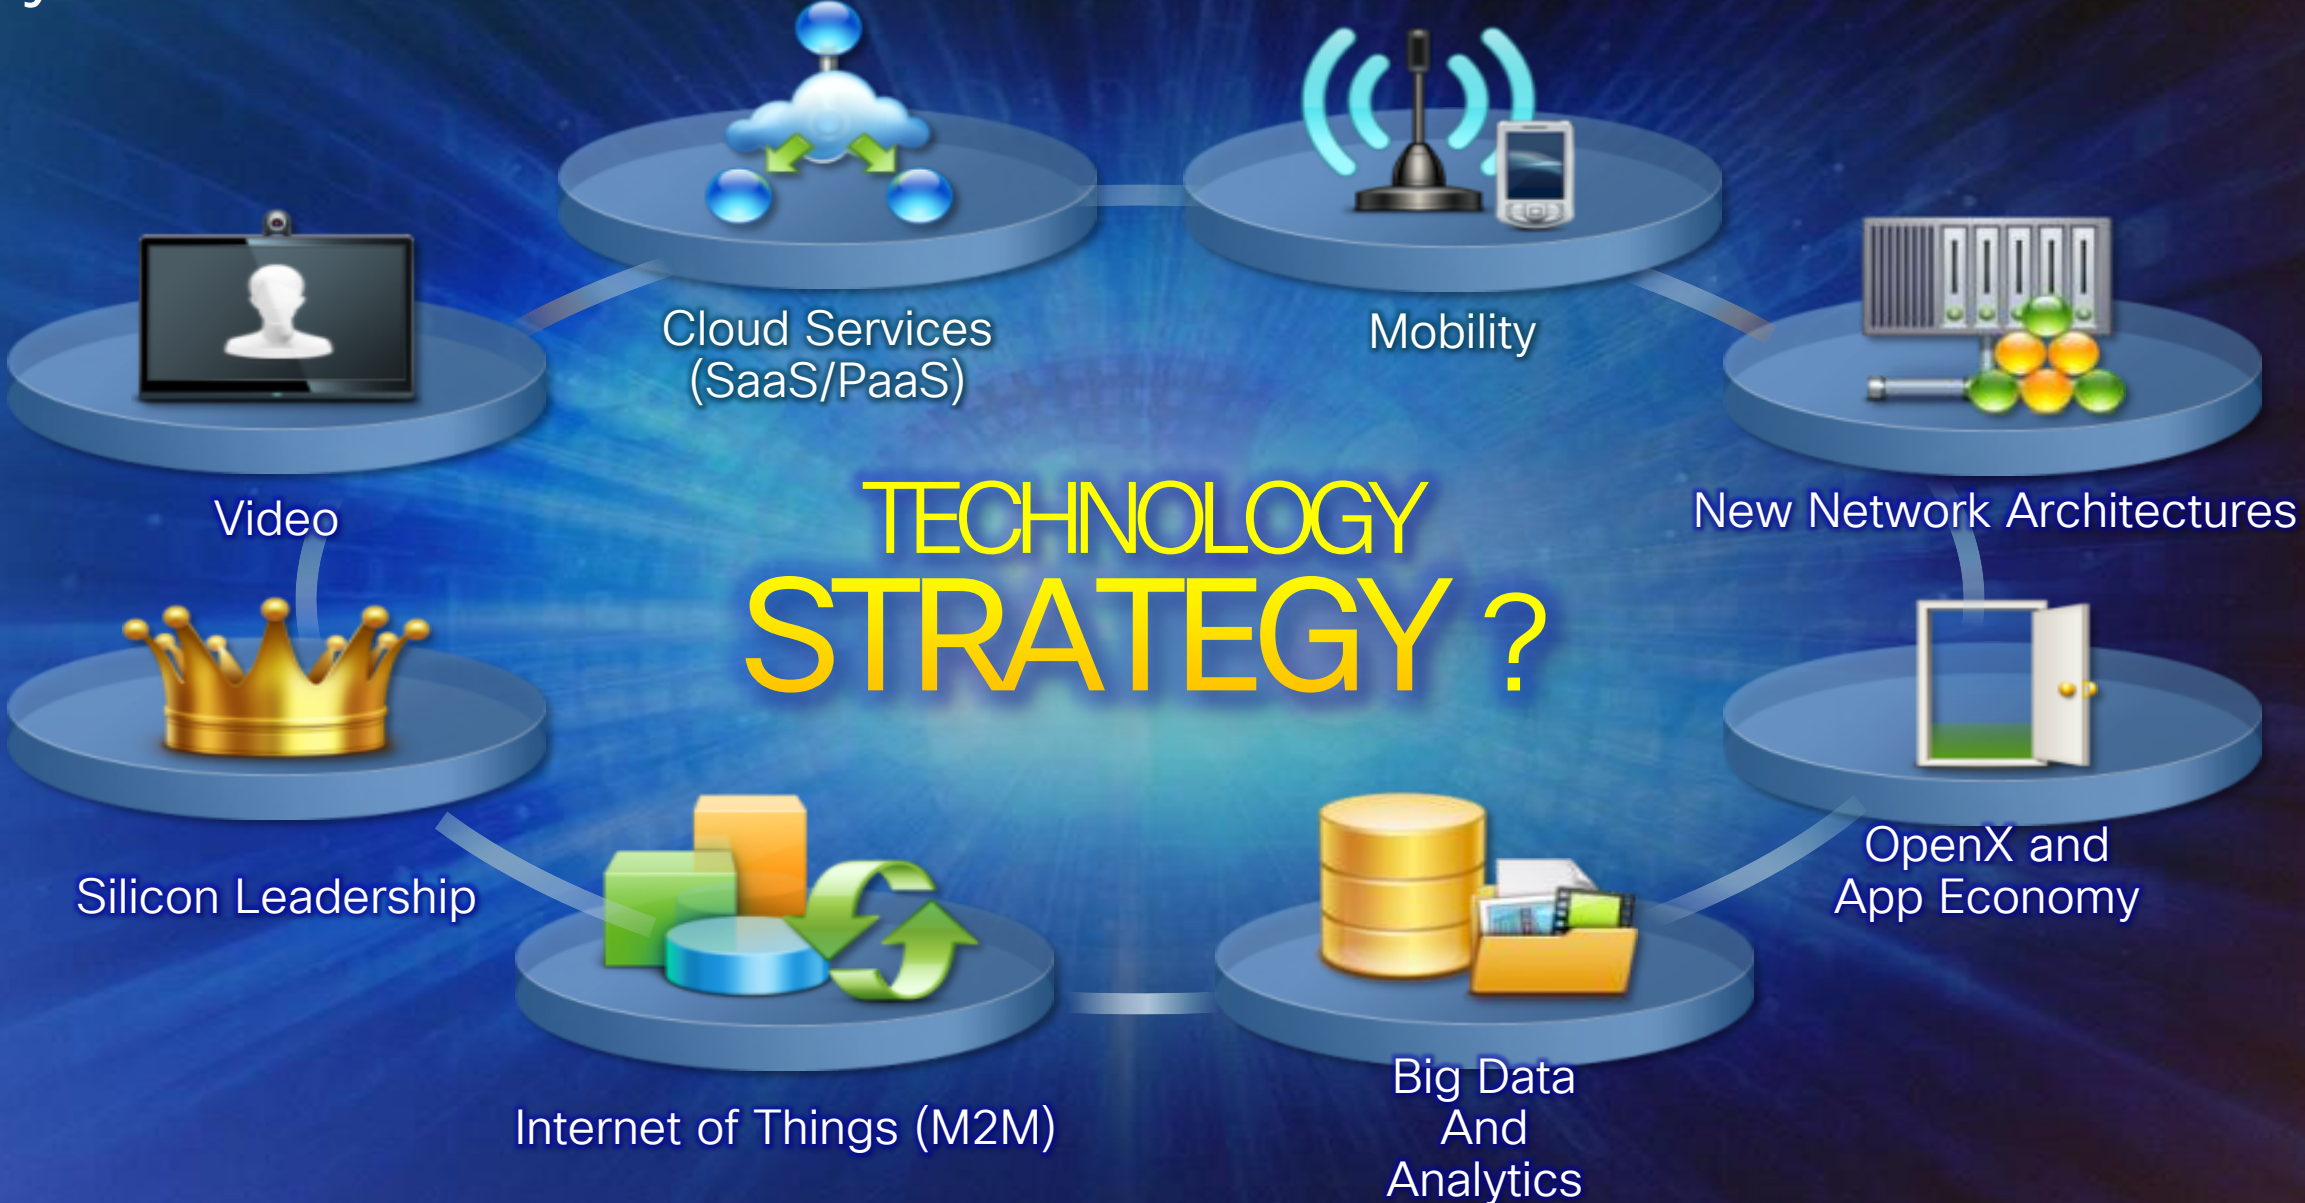 Cloud Services
(SaaS/PaaS)
Mobility
Video
New Network Architectures
TECHNOLOGY
STRATEGY ?
Silicon Leadership
OpenX and
App Economy
Internet of Things (M2M)
Big Data
And
Analytics